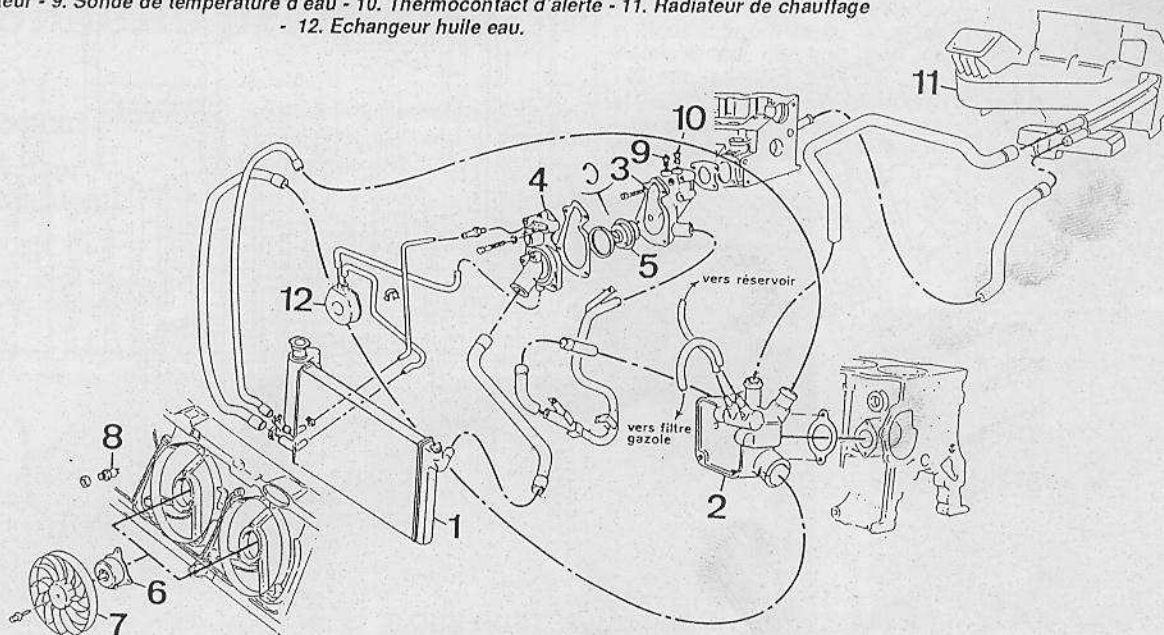 eur - 9. Sonde de température d'eau - 10. Thermocontact d'alerte - 11. Radiateur de chauffage
- 12. Echangeur huile eau.
11
10
9
3
4
5
12
vers réservoir
vers filtre
gazole
8
2
1
6
7